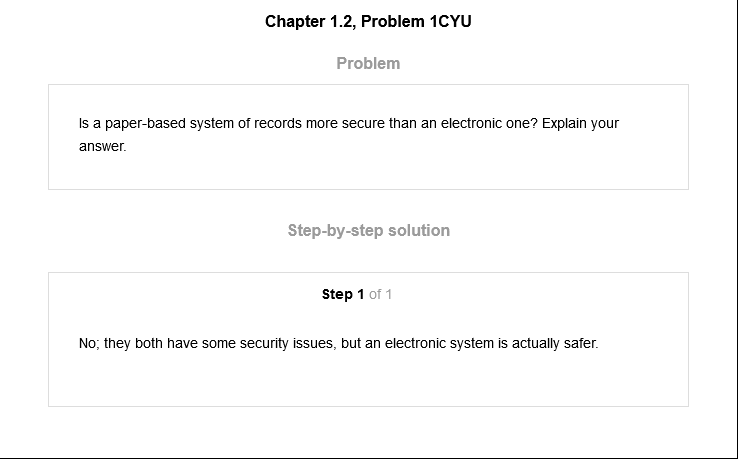 Chapter 1.2, Problem 1CYU
Problem
Is a paper-based system of records more secure than an electronic one? Explain your
answer.
Step-by-step solution
Step 1 of 1
No; they both have some security issues, but an electronic system is actually safer.